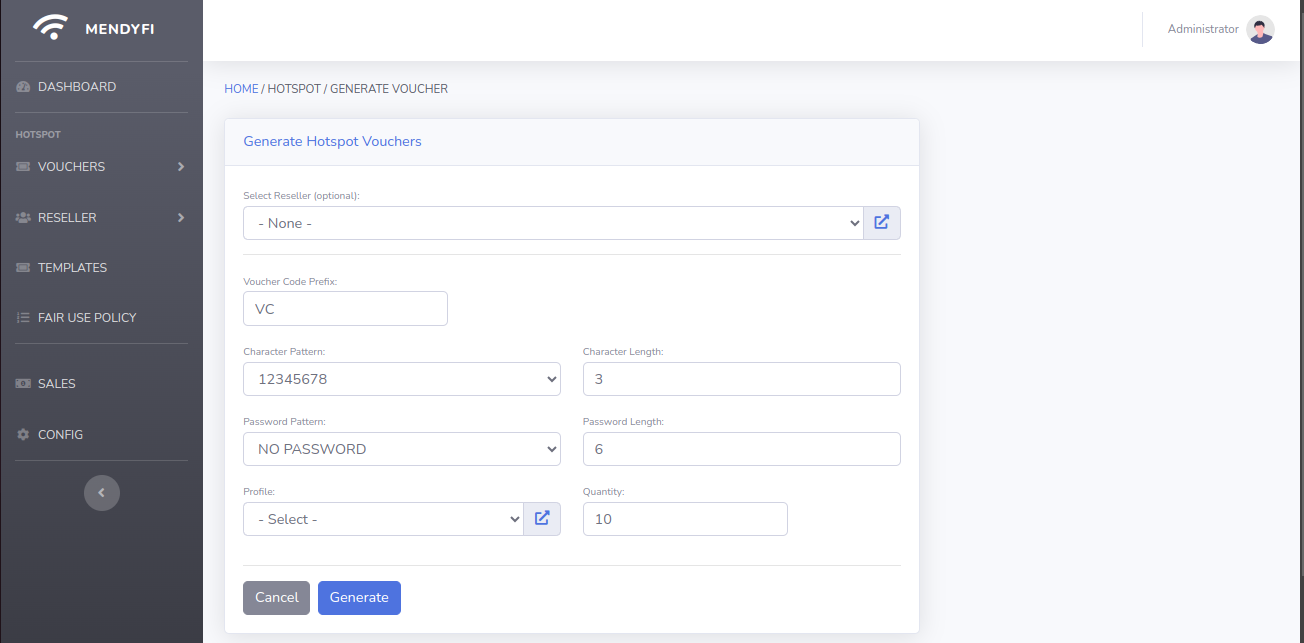 MENDYFI
Administrator
DASHBOARD
HOTSPOT
VOUCHERS
RESELLER
TEMPLATES
FAIR USE POLICY
SALES
CONFIG
HOME / HOTSPOT / GENERATE VOUCHER
Generate Hotspot Vouchers
Select Reseller (optional):
- None -
Voucher Code Prefix:
VC
Character Pattern: Character Length:
12345678 3
Password Pattern: Password Length:
NO PASSWORD 6
Profile: Quantity:
- Select - 10
Cancel Generate